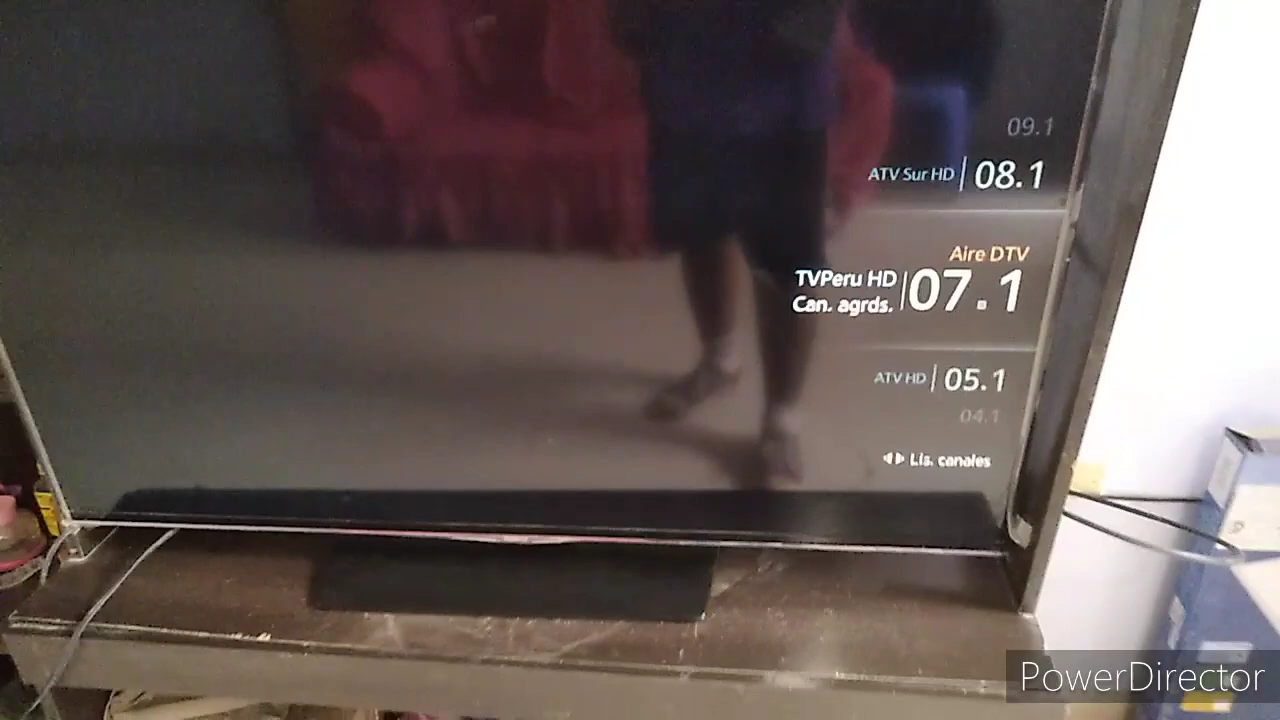 09.1
ATV Sur HD 08.1
Aire DTV
TVPeru HD
Can. agrds. 07.1
ATV HD 05.1
04.1
Lis. canales
PowerDirector